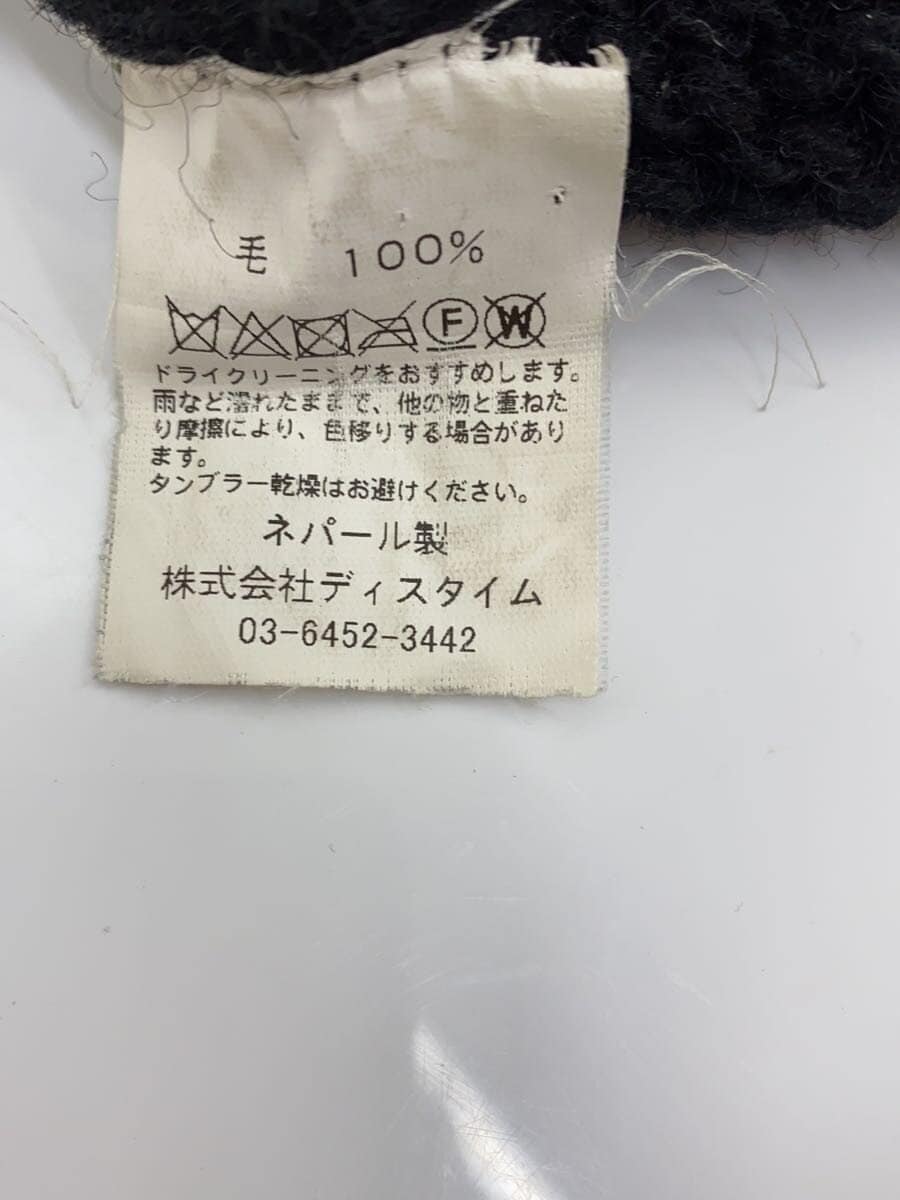 毛 100%
F W
ドライクリーニングをおすすめします。
雨など濡れたままで、他の物と重ねた
り摩擦により、色移りする場合があり
ます。
タンブラー乾燥はお避けください。
ネパール製
株式会社ディスタイム
03-6452-3442